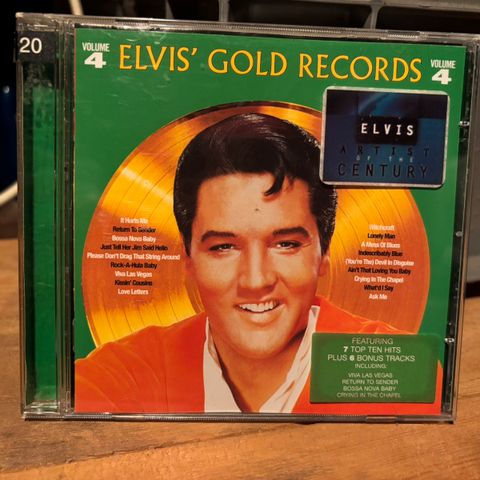 20
VOLUME
4
ELVIS' GOLD RECORDS
VOLUME
4
ELVIS
ARTIST
OF THE
CENTURY
It Hurts Me
Return To Sender
Bossa Nova Baby
Just Tell Her Jim Said Hello
Please Don't Drag That String Around
Rock-A-Hula Baby
Viva Las Vegas
Kissin' Cousins
Love Letters
Witchcraft
Lonely Man
A Mess Of Blues
Indescribably Blue
(You're The) Devil In Disguise
Ain't That Loving You Baby
Crying In The Chapel
What'd I Say
Ask Me
FEATURING
7 TOP TEN HITS
PLUS 6 BONUS TRACKS
INCLUDING:
VIVA LAS VEGAS
RETURN TO SENDER
BOSSA NOVA BABY
CRYING IN THE CHAPEL